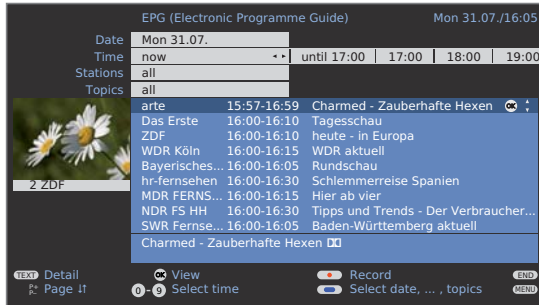 EPG (Electronic Programme Guide) Mon 31.07./16:05
Date Mon 31.07.
Time now until 17:00 17:00 18:00 19:00
Stations all
Topics all
arte 15:57-16:59 Charmed - Zauberhafte Hexen OK
Das Erste 16:00-16:10 Tagesschau
ZDF 16:00-16:10 heute - in Europa
WDR Köln 16:00-16:15 WDR aktuell
Bayerisches... 16:00-16:05 Rundschau
hr-fernsehen 16:00-16:30 Schlemmerreise Spanien
MDR FERNS... 16:00-16:15 Hier ab vier
NDR FS HH 16:00-16:30 Tipps und Trends - Der Verbraucher...
SWR Fernse... 16:00-16:05 Baden-Württemberg aktuell
2 ZDF
Charmed - Zauberhafte Hexen
TEXT Detail OK View Record END
P+ P- Page 0-9 Select time Select date, ... , topics MENU